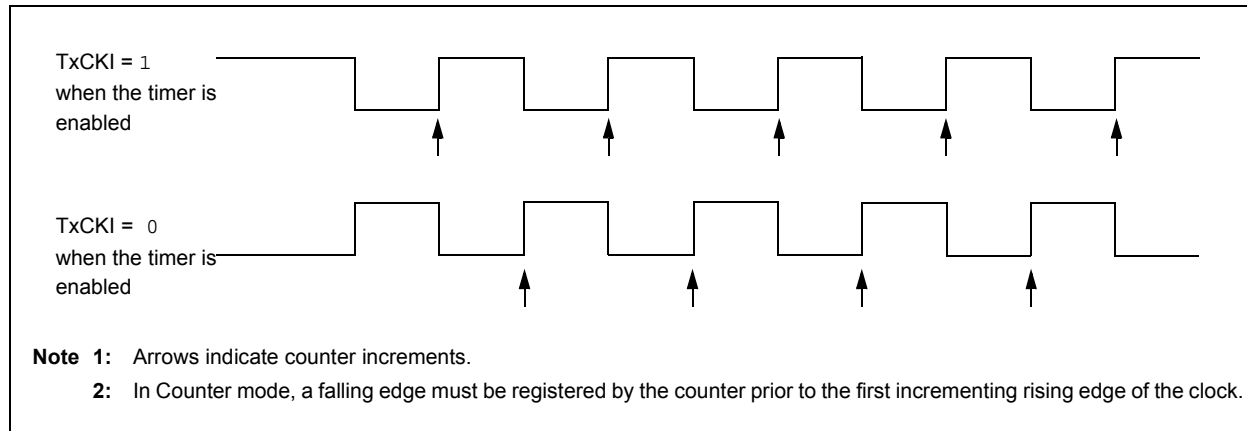 TxCKI = 1
when the timer is
enabled
TxCKI = 0
when the timer is
enabled
Note 1: Arrows indicate counter increments.
2: In Counter mode, a falling edge must be registered by the counter prior to the first incrementing rising edge of the clock.